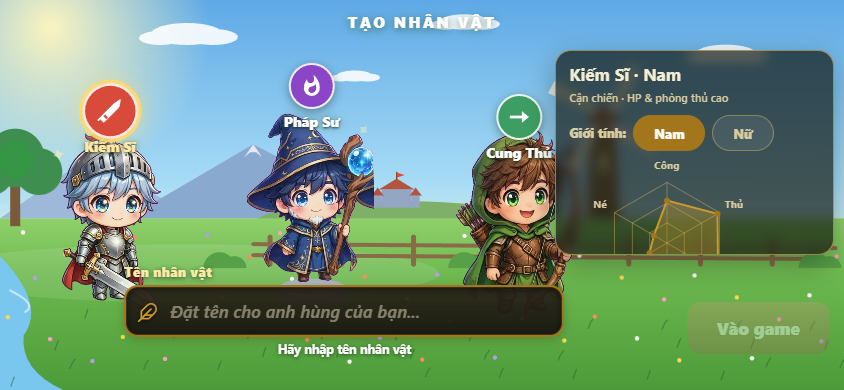 TẠO NHÂN VẬT
Kiếm Sĩ
Pháp Sư
Cung Thủ
Kiếm Sĩ · Nam
Cận chiến · HP & phòng thủ cao
Giới tính:
Nam
Nữ
Công
Né
Thủ
Tên nhân vật
Đặt tên cho anh hùng của bạn...
Hãy nhập tên nhân vật
Vào game